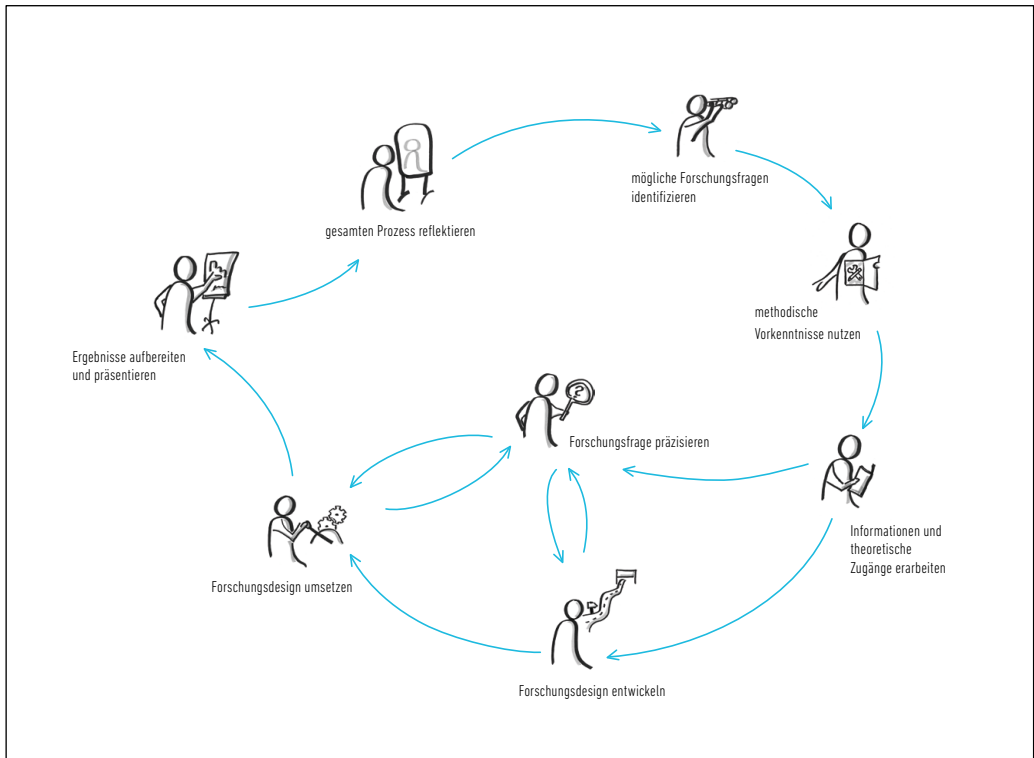 mögliche Forschungsfragen
identifizieren
gesamten Prozess reflektieren
methodische
Vorkenntnisse nutzen
Ergebnisse aufbereiten
und präsentieren
?
Forschungsfrage präzisieren
Informationen und
theoretische
Zugänge erarbeiten
Forschungsdesign umsetzen
Forschungsdesign entwickeln